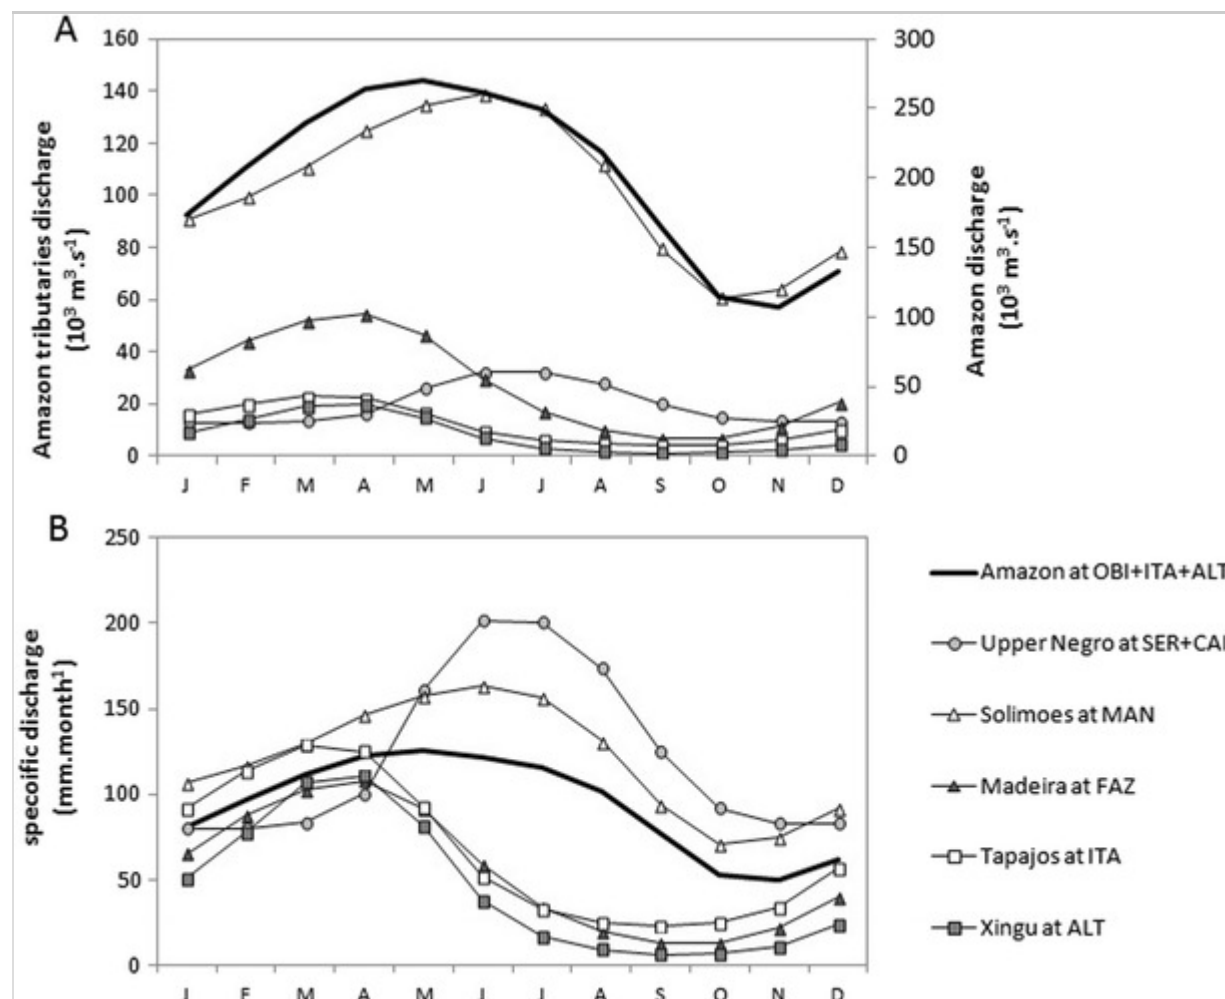 A
160
140
120
100
80
60
40
20
0
300
250
200
150
100
50
0
Amazon tributaries discharge
(10³ m³.s⁻¹)
Amazon discharge
(10³ m³.s⁻¹)
J F M A M J J A S O N D
B
250
200
150
100
50
0
specoific discharge
(mm.month¹)
J F M A M J J A S O N D
Amazon at OBI+ITA+ALT
Upper Negro at SER+CAI
Solimoes at MAN
Madeira at FAZ
Tapajos at ITA
Xingu at ALT